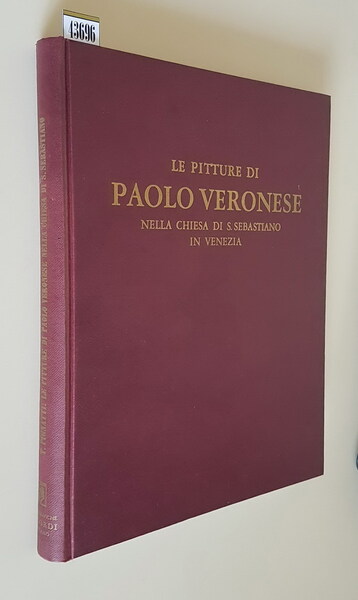 43696
LE PITTURE DI
PAOLO VERONESE
NELLA CHIESA DI S. SEBASTIANO
IN VENEZIA
T. PIGNATTI: LE PITTURE DI PAOLO VERONESE NELLA CHIESA DI S. SEBASTIANO